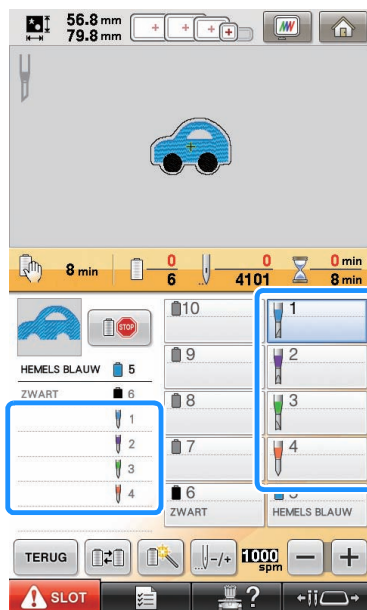 56.8 mm
79.8 mm
8 min
0
6
0
4101
0 min
8 min
STOP
HEMELS BLAUW 5
ZWART 6
1
2
3
4
10
9
8
7
6
ZWART
1
2
3
4
HEMELS BLAUW
TERUG
-/+
1000
spm
SLOT
?